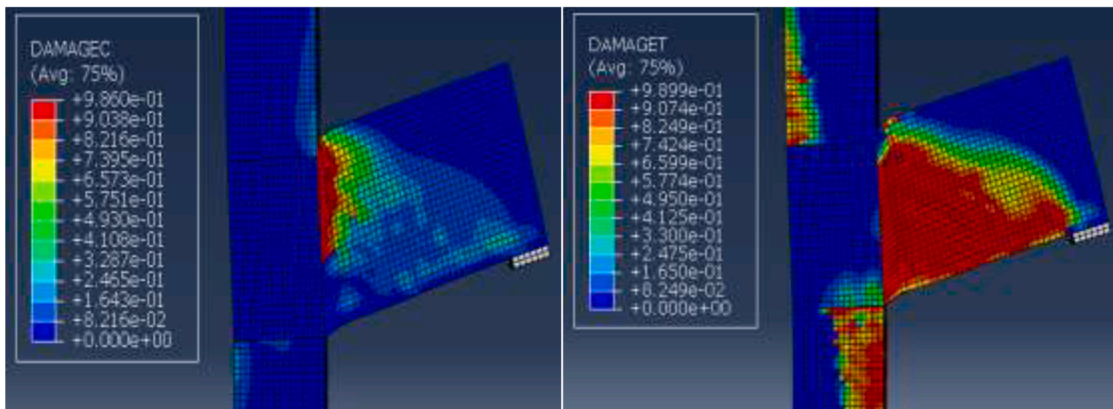 DAMAGEC
(Avg: 75%)
+9.860e-01
+9.038e-01
+8.216e-01
+7.395e-01
+6.573e-01
+5.751e-01
+4.930e-01
+4.108e-01
+3.287e-01
+2.465e-01
+1.643e-01
+8.216e-02
+0.000e+00
DAMAGET
(Avg: 75%)
+9.899e-01
+9.074e-01
+8.249e-01
+7.424e-01
+6.599e-01
+5.774e-01
+4.950e-01
+4.125e-01
+3.300e-01
+2.475e-01
+1.650e-01
+8.249e-02
+0.000e+00